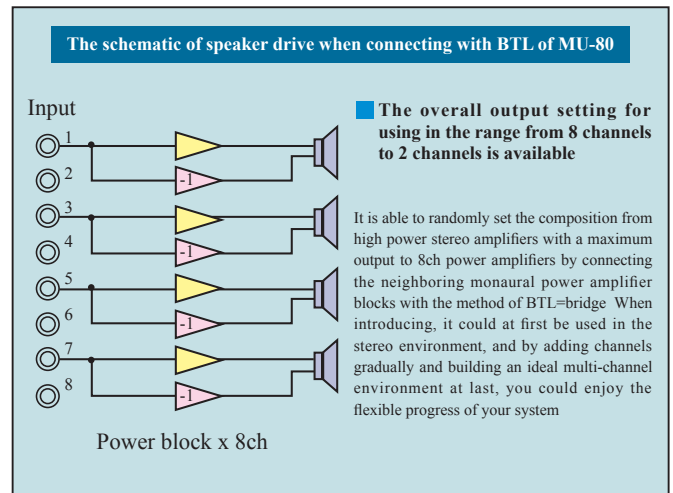 The schematic of speaker drive when connecting with BTL of MU-80
Input
1
2
3
4
5
6
7
8
-1
-1
-1
-1
Power block x 8ch
The overall output setting for
using in the range from 8 channels
to 2 channels is available
It is able to randomly set the composition from
high power stereo amplifiers with a maximum
output to 8ch power amplifiers by connecting
the neighboring monaural power amplifier
blocks with the method of BTL=bridge When
introducing, it could at first be used in the
stereo environment, and by adding channels
gradually and building an ideal multi-channel
environment at last, you could enjoy the
flexible progress of your system